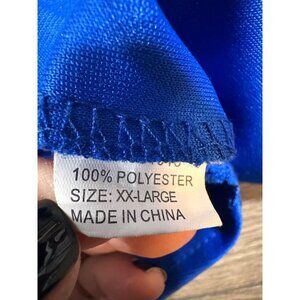 100% POLYESTER
SIZE: XX-LARGE
MADE IN CHINA